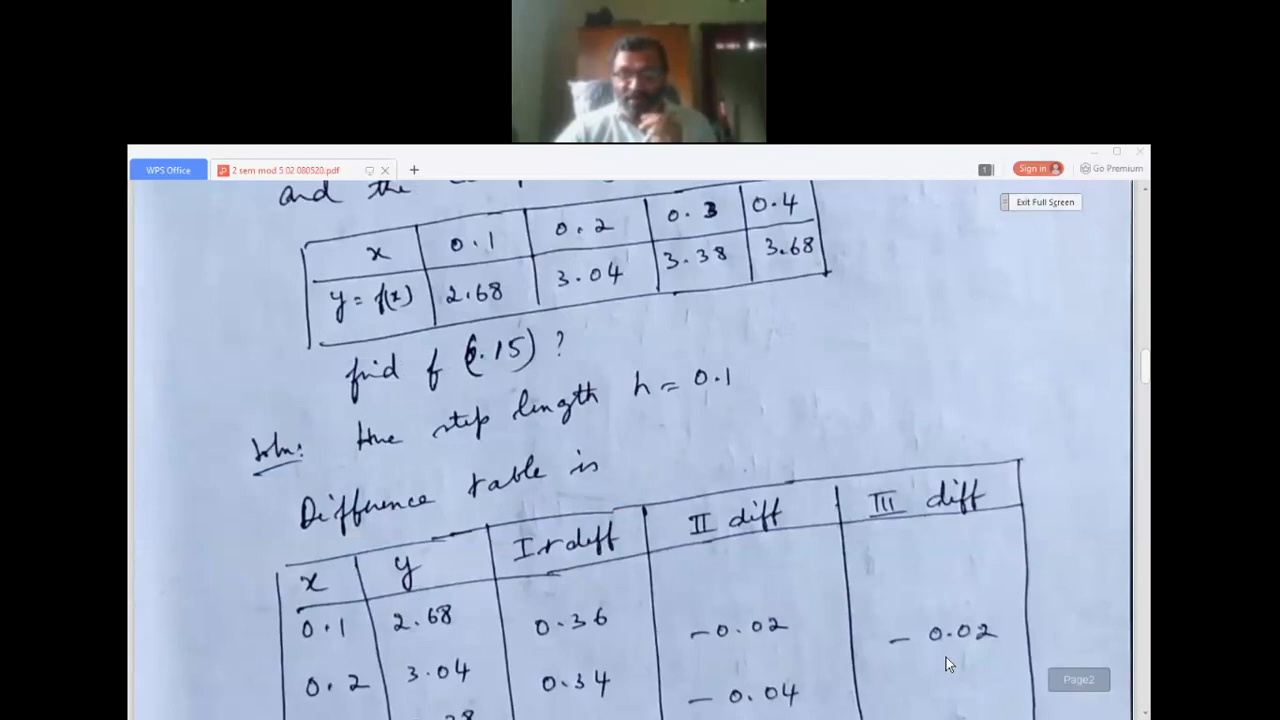 WPS Office
2 sem mod 5 02 080520.pdf
1
Sign in
Go Premium
Exit Full Screen
and the
x 0.1 0.2 0.3 0.4
y = f(x) 2.68 3.04 3.38 3.68
find f (0.15) ?
Soln: Here step length h = 0.1
Difference table is
x y I st diff II diff III diff
0.1 2.68 0.36 -0.02 - 0.02
0.2 3.04 0.34 - 0.04
Page2